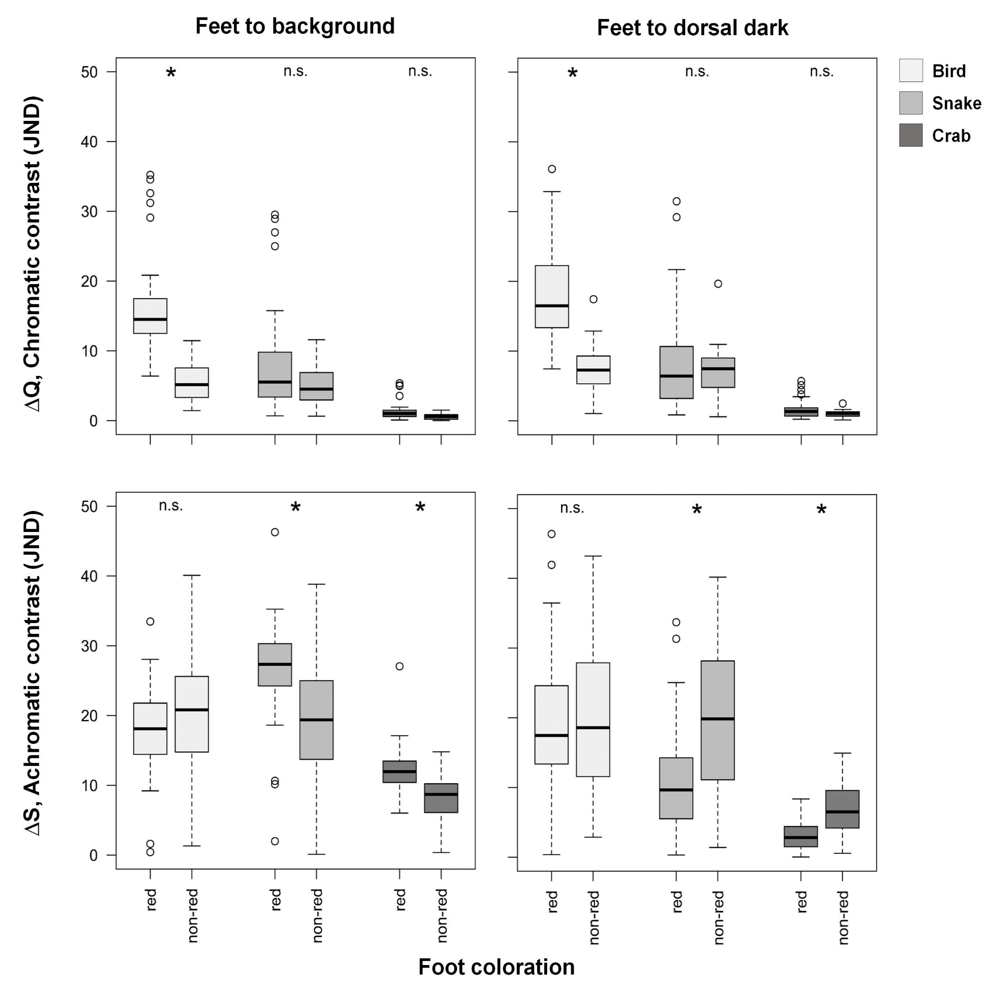 Feet to background
Feet to dorsal dark
ΔQ, Chromatic contrast (JND)
50
40
30
20
10
0
*
n.s.
n.s.
*
n.s.
n.s.
Bird
Snake
Crab
ΔS, Achromatic contrast (JND)
50
40
30
20
10
0
n.s.
*
*
n.s.
*
*
red
non-red
red
non-red
red
non-red
red
non-red
red
non-red
red
non-red
Foot coloration